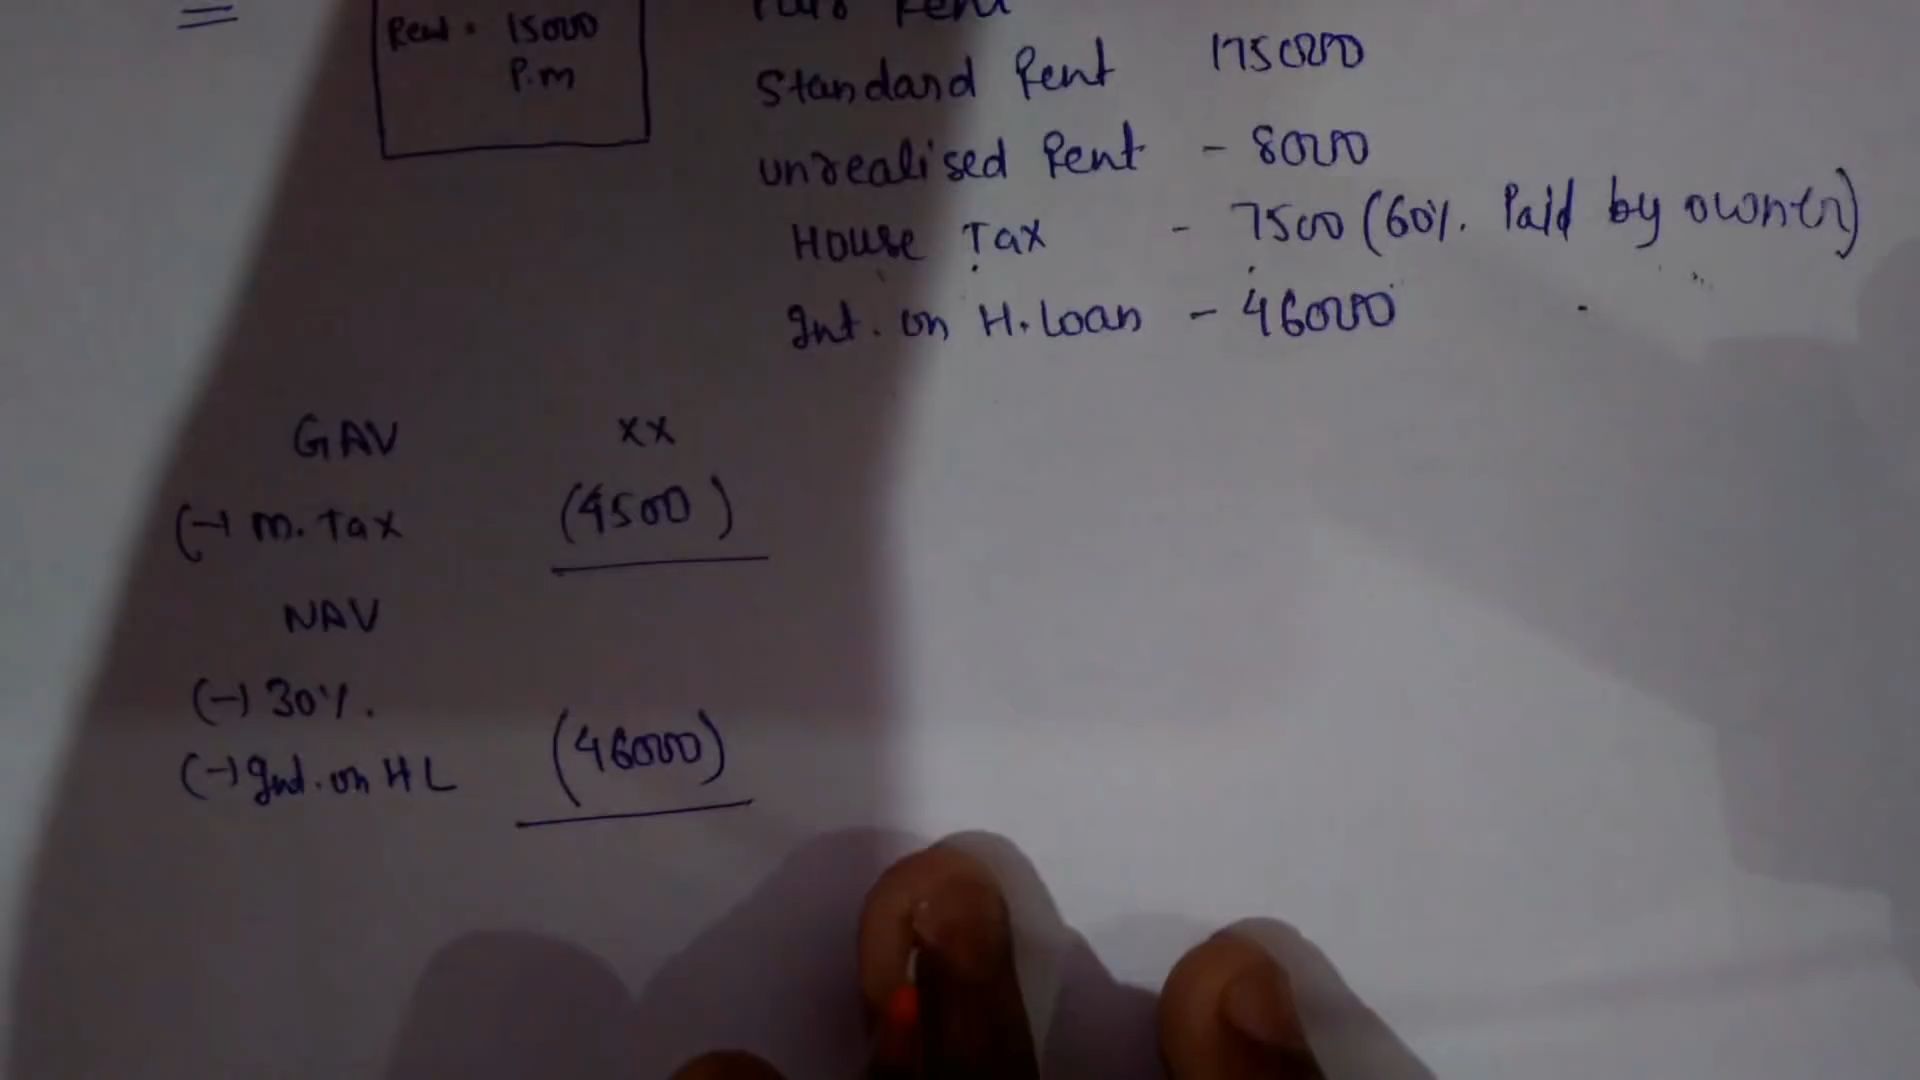 Rent = 15000
P.m
Rent
Standard Rent 175000
unrealised Rent - 8000
House Tax - 7500 (60%. Paid by owner)
Int. on H. Loan - 46000
GAV XX
(-) m. Tax (4500)
NAV
(-) 30%.
(-) Int. on HL (46000)